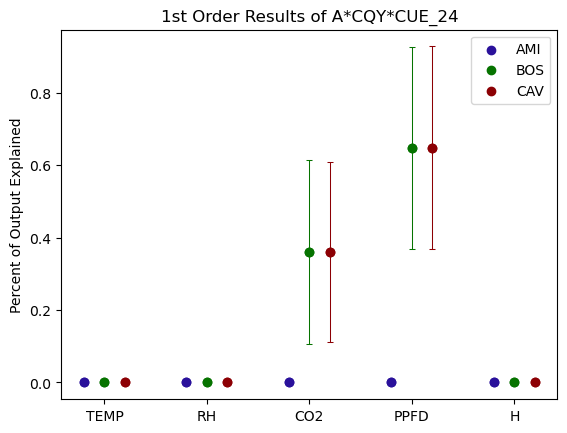 1st Order Results of A*CQY*CUE_24
AMI
BOS
CAV
Percent of Output Explained
0.8
0.6
0.4
0.2
0.0
TEMP RH CO2 PPFD H